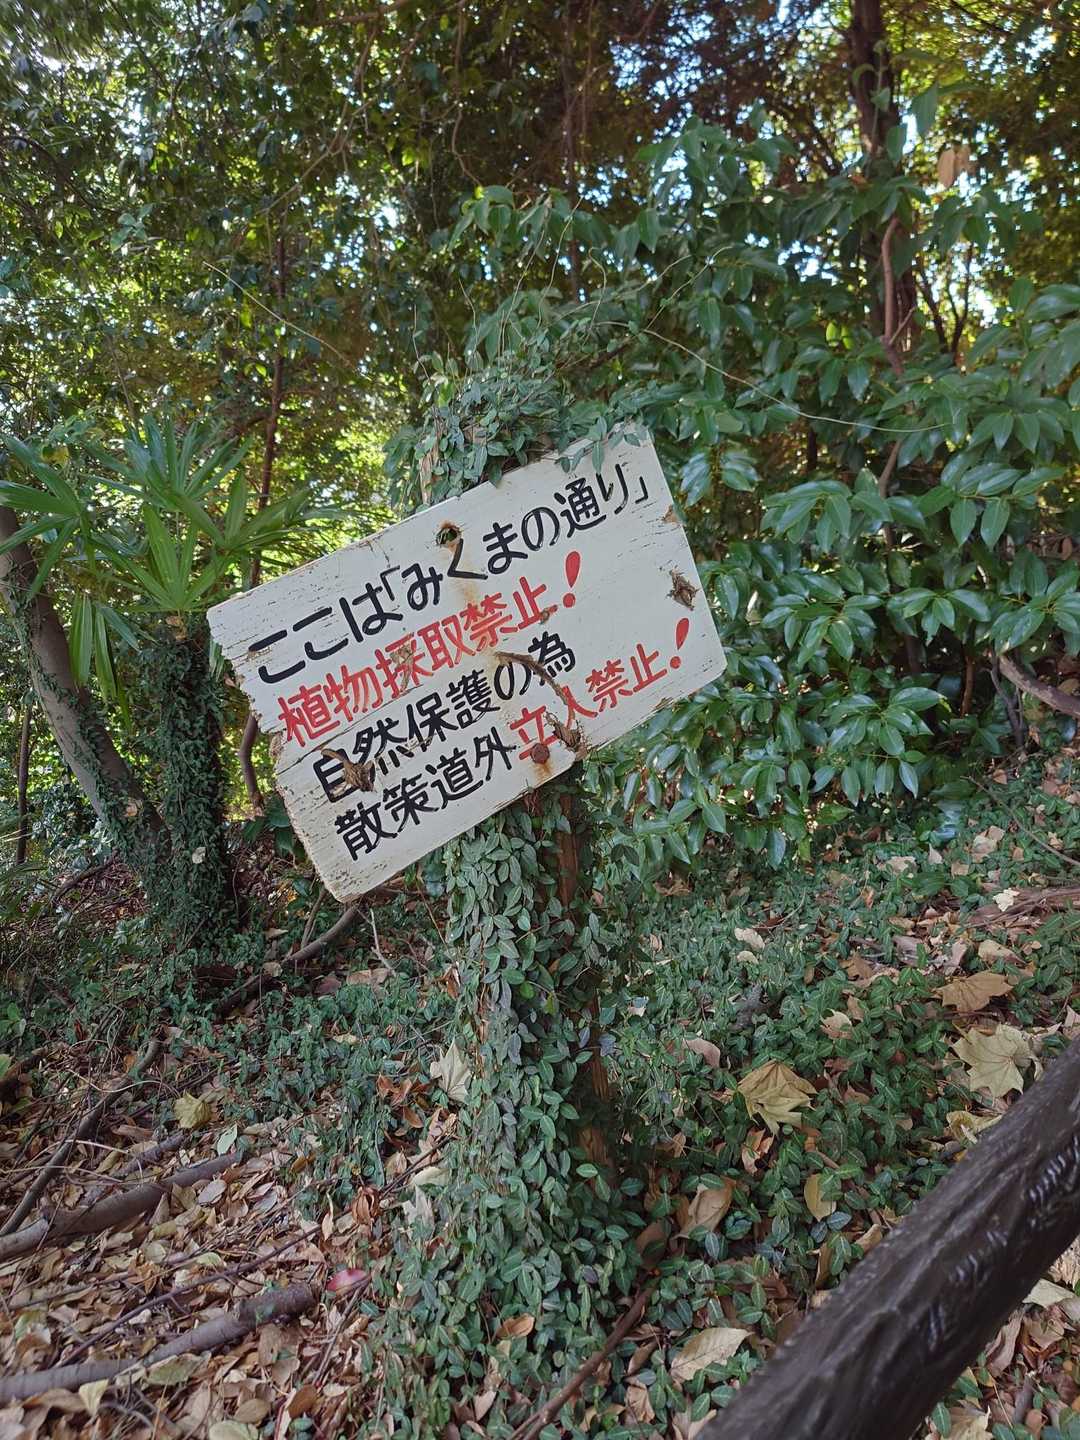 ここは「みくまの通り」
植物採取禁止!
自然保護の為
散策道外立入禁止!